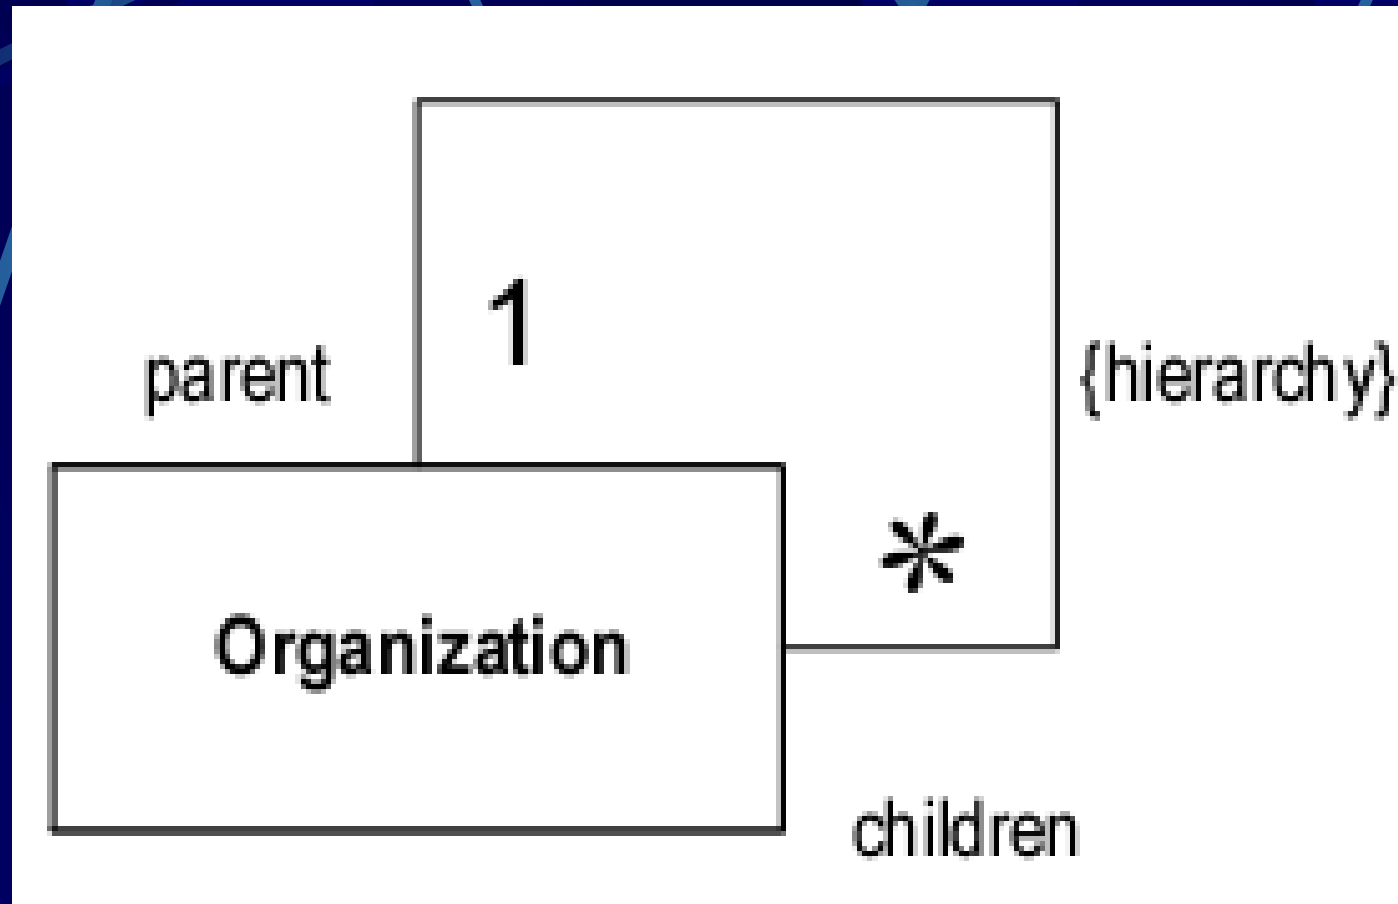 1
parent
{hierarchy}
*
Organization
children